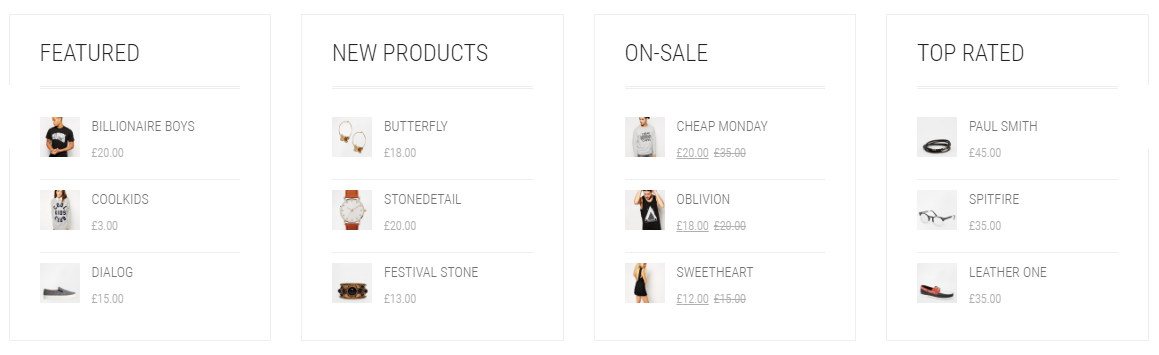 FEATURED
BILLIONAIRE BOYS
£20.00
COOLKIDS
£3.00
DIALOG
£15.00
NEW PRODUCTS
BUTTERFLY
£18.00
STONEDETAIL
£20.00
FESTIVAL STONE
£13.00
ON-SALE
CHEAP MONDAY
£20.00 £35.00
OBLIVION
£18.00 £20.00
SWEETHEART
£12.00 £15.00
TOP RATED
PAUL SMITH
£45.00
SPITFIRE
£35.00
LEATHER ONE
£35.00